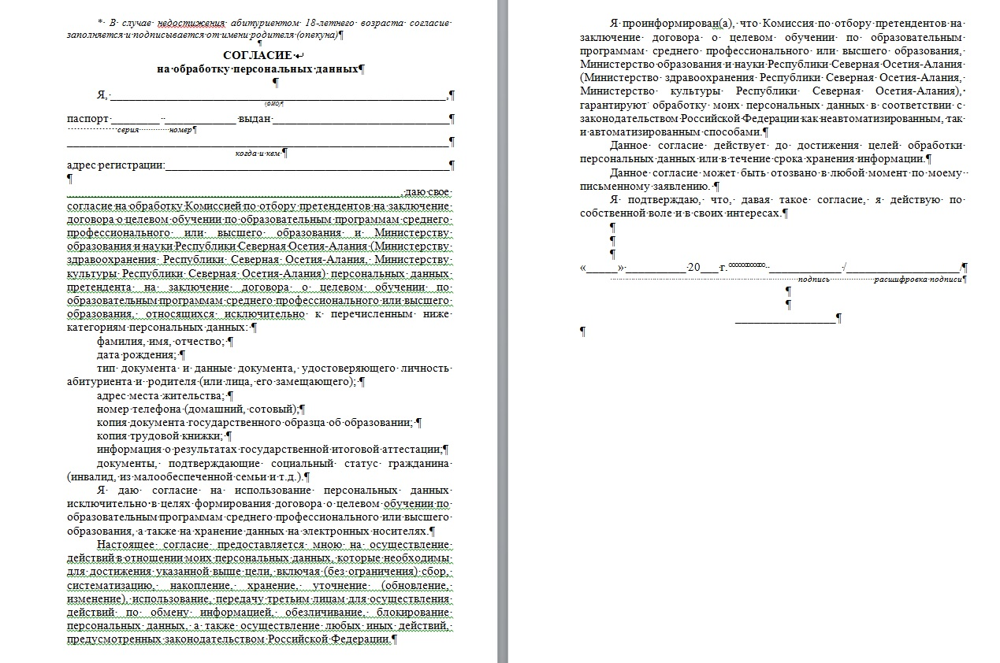 *· В случае недостижения абитуриентом 18-летнего возраста согласие
заполняется и подписывается от имени родителя (опекуна)¶
¶
СОГЛАСИЕ ↵
на обработку персональных данных¶
¶
Я, ______________________________________________________,¶
(ФИО)¶
паспорт ________ ____________ выдан _____________________________¶
серия номер¶
______________________________________________________________¶
когда и кем ¶
адрес регистрации:______________________________________________¶
¶
______________________________________________________, даю свое
согласие на обработку Комиссией по отбору претендентов на заключение
договора о целевом обучении по образовательным программам среднего
профессионального или высшего образования и Министерству
образования и науки Республики Северная Осетия-Алания (Министерству
здравоохранения Республики Северная Осетия-Алания, Министерству
культуры Республики Северная Осетия-Алания) персональных данных
претендента на заключение договора о целевом обучении по
образовательным программам среднего профессионального или высшего
образования, относящихся исключительно к перечисленным ниже
категориям персональных данных: ¶
фамилия, имя, отчество; ¶
дата рождения; ¶
тип документа и данные документа, удостоверяющего личность
абитуриента и родителя (или лица, его замещающего); ¶
адрес места жительства; ¶
номер телефона (домашний, сотовый);¶
копия документа государственного образца об образовании; ¶
копия трудовой книжки; ¶
информация о результатах государственной итоговой аттестации;¶
документы, подтверждающие социальный статус гражданина
(инвалид, из малообеспеченной семьи и т.д.).¶
Я даю согласие на использование персональных данных
исключительно в целях формирования договора о целевом обучении по
образовательным программам среднего профессионального или высшего
образования, а также на хранение данных на электронных носителях.¶
Настоящее согласие предоставляется мною на осуществление
действий в отношении моих персональных данных, которые необходимы
для достижения указанной выше цели, включая (без ограничения) сбор,
систематизацию, накопление, хранение, уточнение (обновление,
изменение), использование, передачу третьим лицам для осуществления
действий по обмену информацией, обезличивание, блокирование
персональных данных, а также осуществление любых иных действий,
предусмотренных законодательством Российской Федерации.¶
Я проинформирован(а), что Комиссия по отбору претендентов на
заключение договора о целевом обучении по образовательным
программам среднего профессионального или высшего образования,
Министерство образования и науки Республики Северная Осетия-Алания
(Министерство здравоохранения Республики Северная Осетия-Алания,
Министерство культуры Республики Северная Осетия-Алания),
гарантируют обработку моих персональных данных в соответствии с
законодательством Российской Федерации как неавтоматизированным, так
и автоматизированным способами.¶
Данное согласие действует до достижения целей обработки
персональных данных или в течение срока хранения информации.¶
Данное согласие может быть отозвано в любой момент по моему
письменному заявлению. ¶
Я подтверждаю, что, давая такое согласие, я действую по
собственной воле и в своих интересах.¶
¶
¶
¶
«_____» __________ 20___ г. ____________ /___________________/¶
подпись расшифровка подписи¶
¶
¶
_________________¶
¶